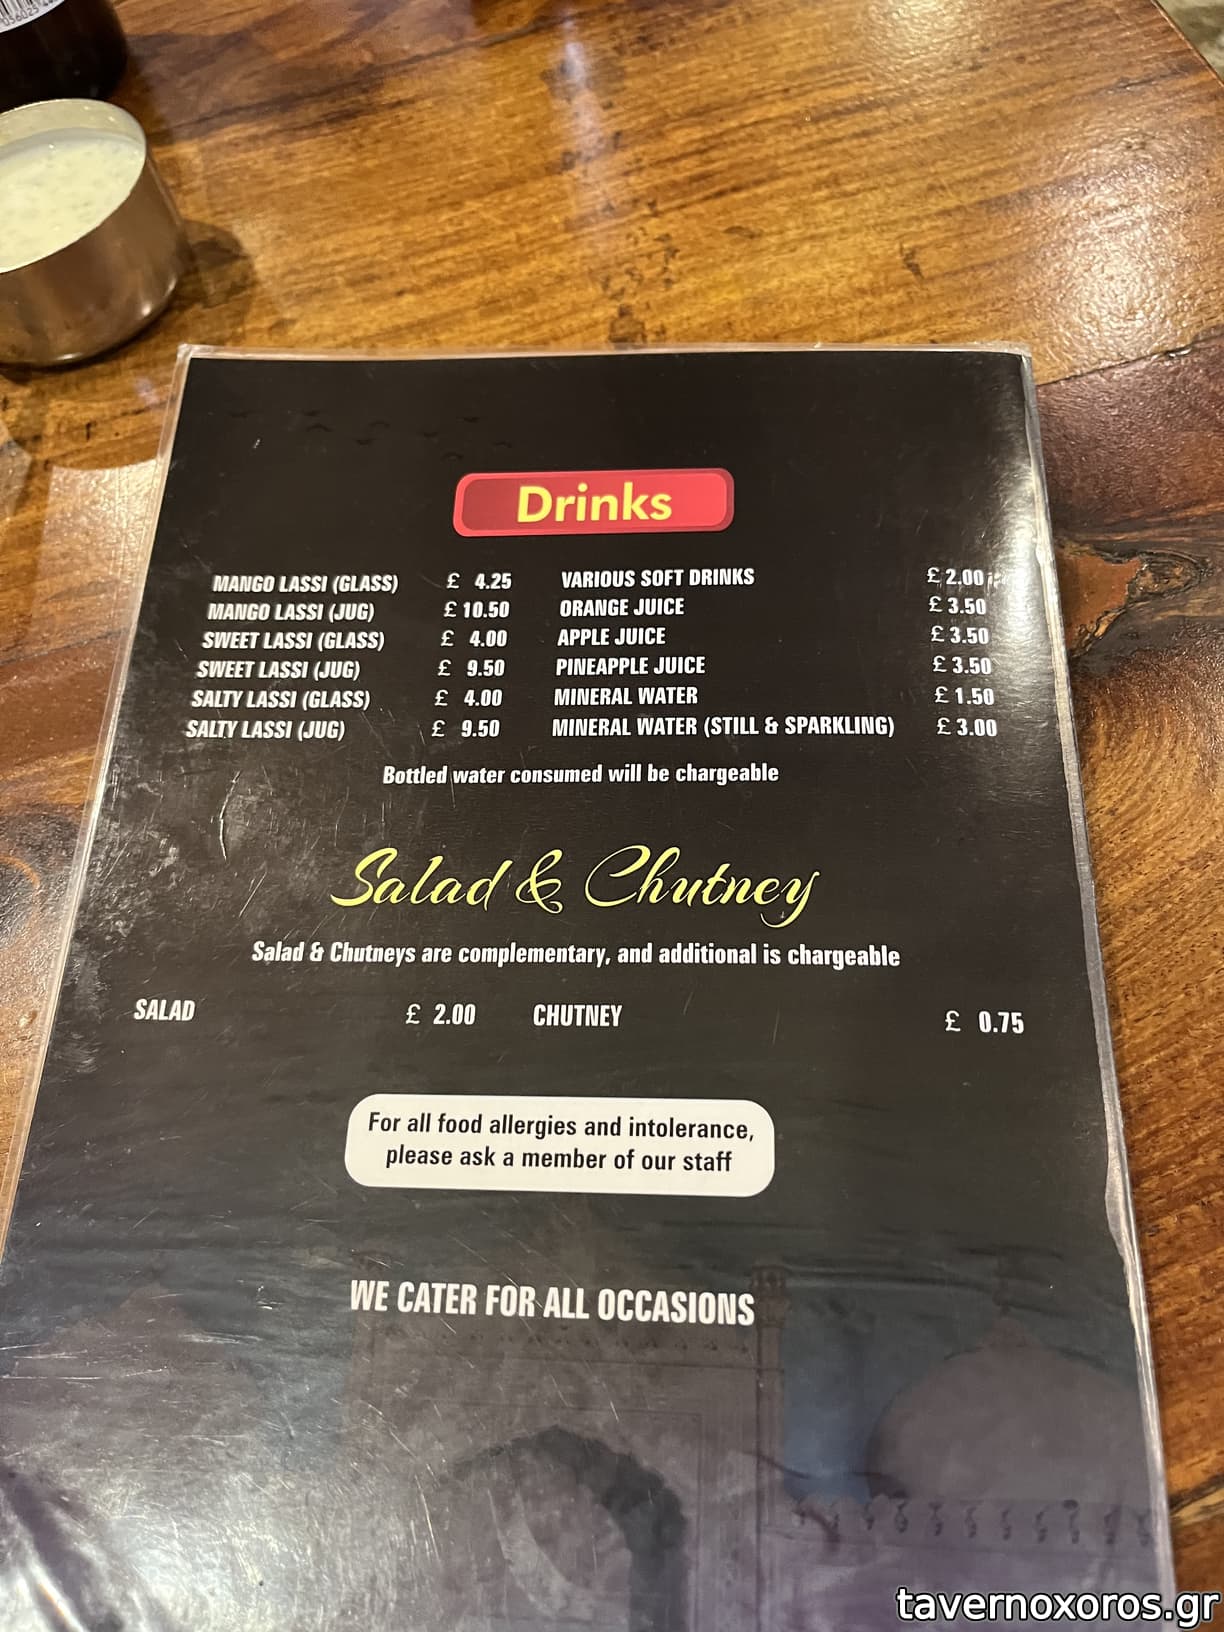 Drinks
MANGO LASSI (GLASS) £ 4.25 VARIOUS SOFT DRINKS £ 2.00
MANGO LASSI (JUG) £ 10.50 ORANGE JUICE £ 3.50
SWEET LASSI (GLASS) £ 4.00 APPLE JUICE £ 3.50
SWEET LASSI (JUG) £ 9.50 PINEAPPLE JUICE £ 3.50
SALTY LASSI (GLASS) £ 4.00 MINERAL WATER £ 1.50
SALTY LASSI (JUG) £ 9.50 MINERAL WATER (STILL & SPARKLING) £ 3.00
Bottled water consumed will be chargeable
Salad & Chutney
Salad & Chutneys are complementary, and additional is chargeable
SALAD £ 2.00 CHUTNEY £ 0.75
For all food allergies and intolerance,
please ask a member of our staff
WE CATER FOR ALL OCCASIONS
tavernoxoros.gr